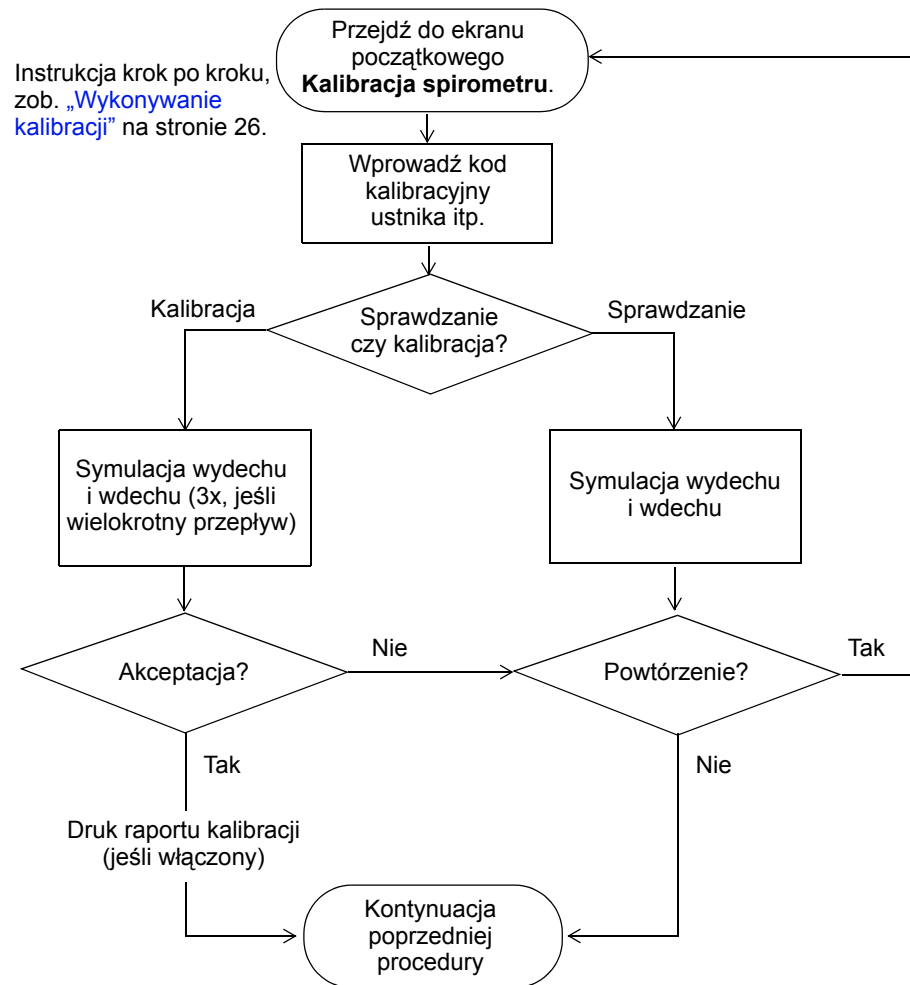 Przejdź do ekranu
początkowego
Kalibracja spirometru.
Instrukcja krok po kroku,
zob. „Wykonywanie
kalibracji” na stronie 26.
Wprowadź kod
kalibracyjny
ustnika itp.
Kalibracja
Sprawdzanie
czy kalibracja?
Sprawdzanie
Symulacja wydechu
i wdechu (3x, jeśli
wielokrotny przepływ)
Symulacja wydechu
i wdechu
Akceptacja?
Nie
Powtórzenie?
Tak
Tak
Nie
Druk raportu kalibracji
(jeśli włączony)
Kontynuacja
poprzedniej
procedury